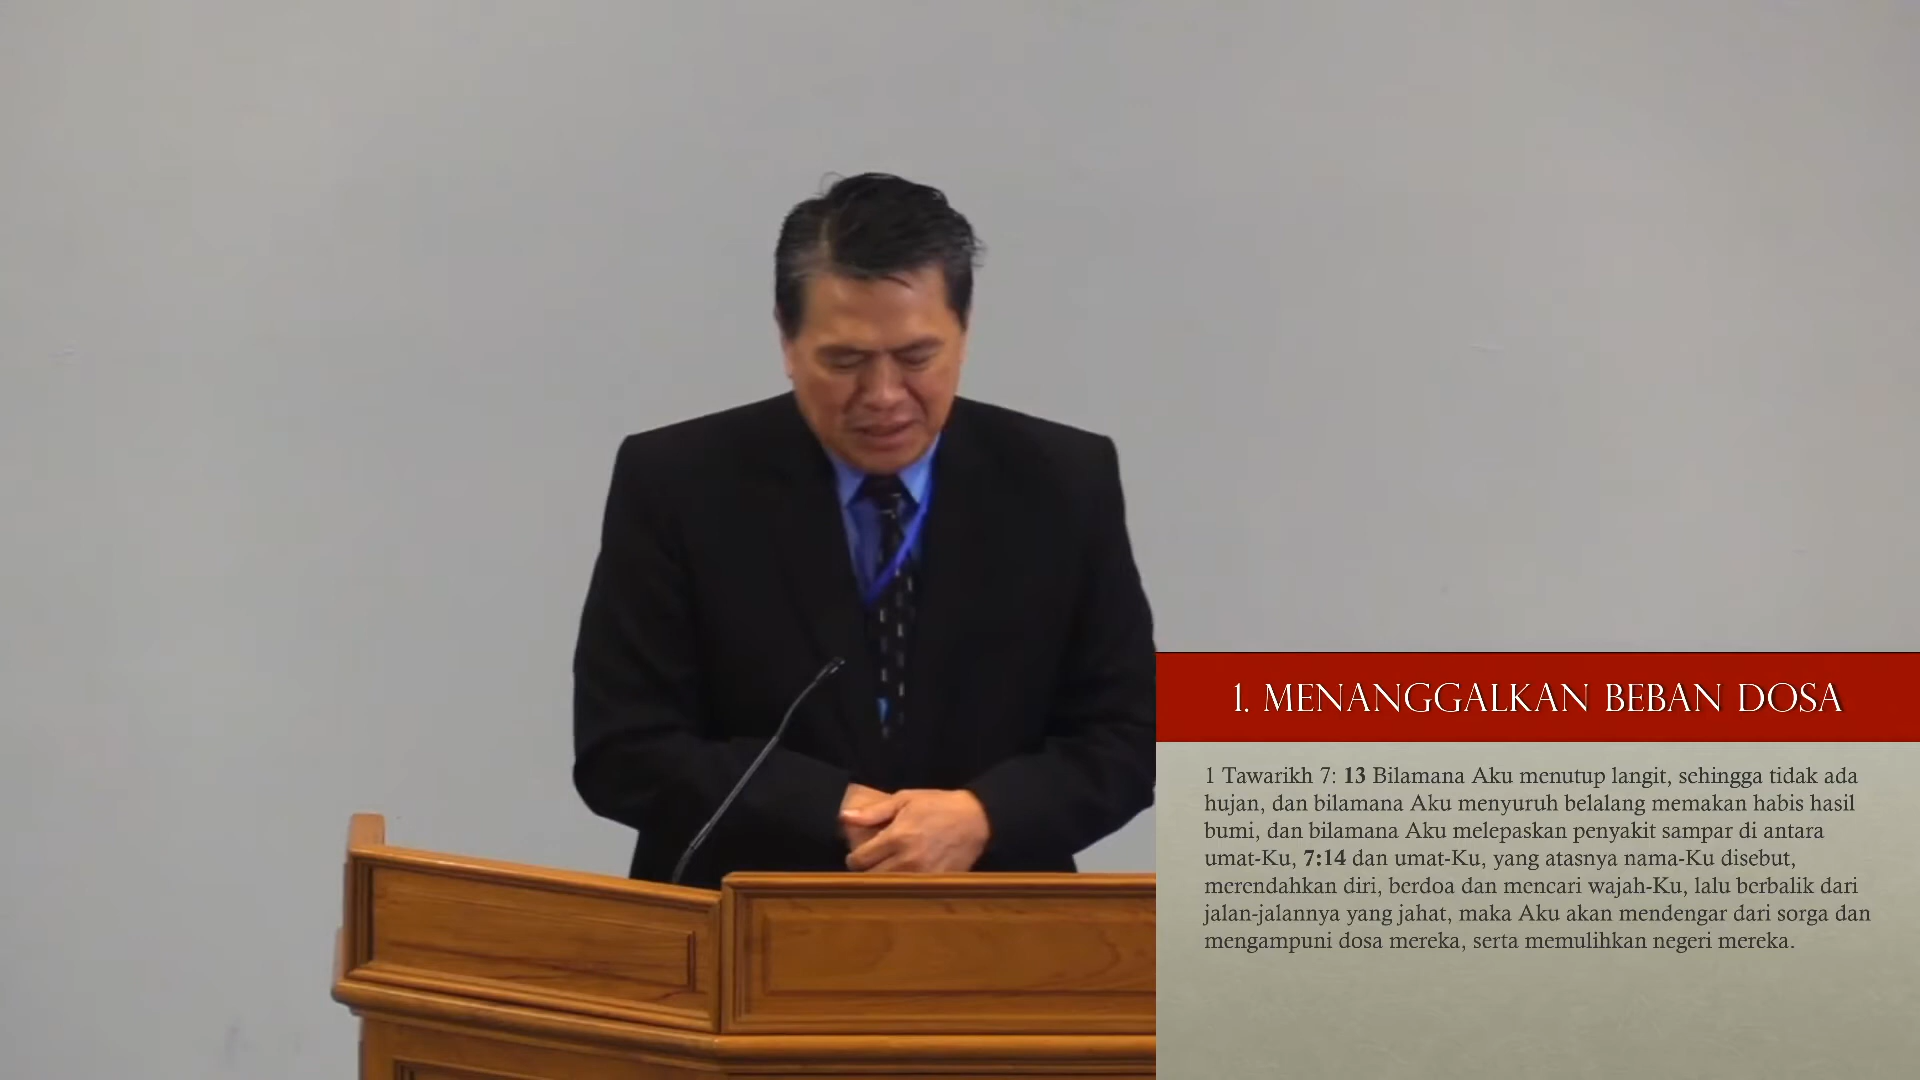 1. MENANGGALKAN BEBAN DOSA
1 Tawarikh 7: 13 Bilamana Aku menutup langit, sehingga tidak ada
hujan, dan bilamana Aku menyuruh belalang memakan habis hasil
bumi, dan bilamana Aku melepaskan penyakit sampar di antara
umat-Ku, 7:14 dan umat-Ku, yang atasnya nama-Ku disebut,
merendahkan diri, berdoa dan mencari wajah-Ku, lalu berbalik dari
jalan-jalannya yang jahat, maka Aku akan mendengar dari sorga dan
mengampuni dosa mereka, serta memulihkan negeri mereka.